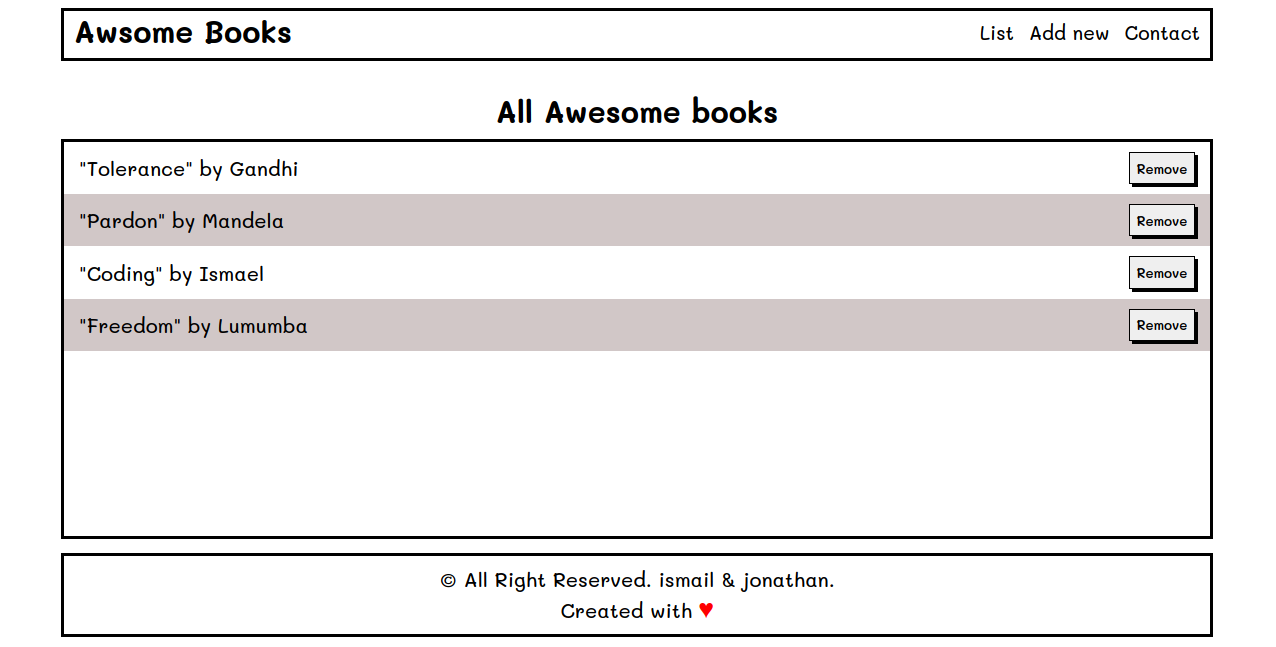 Awsome Books
List Add new Contact
All Awesome books
"Tolerance" by Gandhi Remove
"Pardon" by Mandela Remove
"Coding" by Ismael Remove
"Freedom" by Lumumba Remove
© All Right Reserved. ismail & jonathan.
Created with ♥